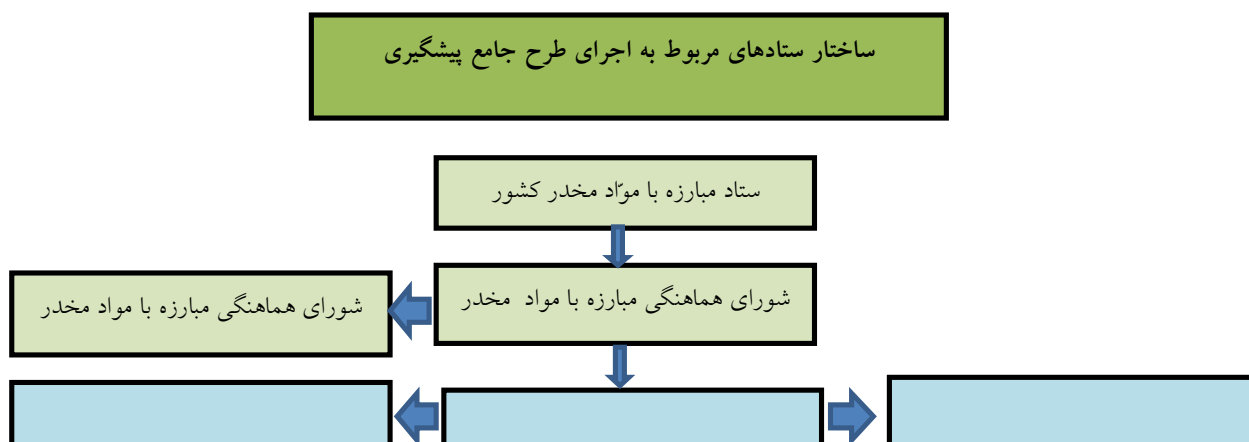 ساختار ستادهای مربوط به اجرای طرح جامع پیشگیری
ستاد مبارزه با موّاد مخدر کشور
شورای هماهنگی مبارزه با مواد مخدر
شورای هماهنگی مبارزه با مواد مخدر